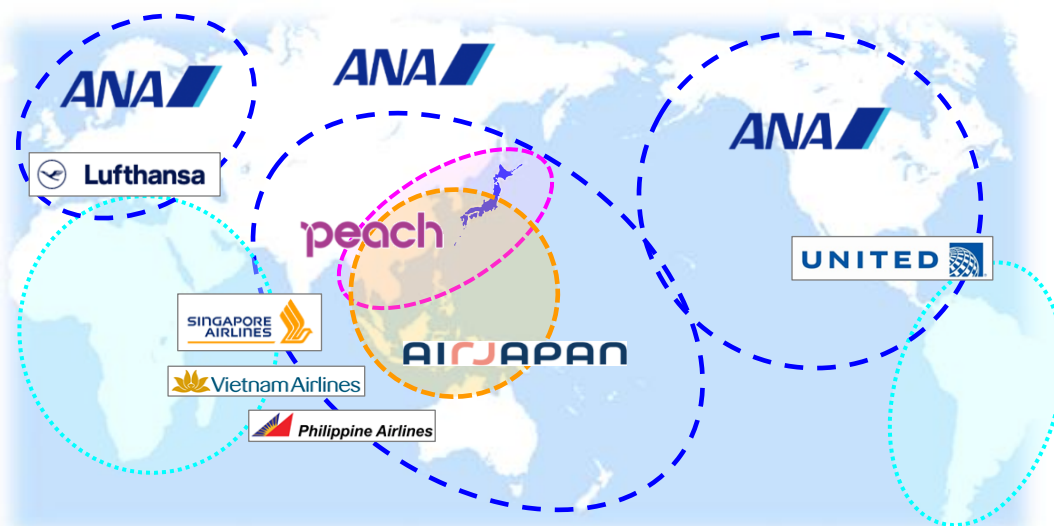 ANA
ANA
ANA
Lufthansa
peach
UNITED
SINGAPORE
AIRLINES
AIRJAPAN
Vietnam Airlines
Philippine Airlines